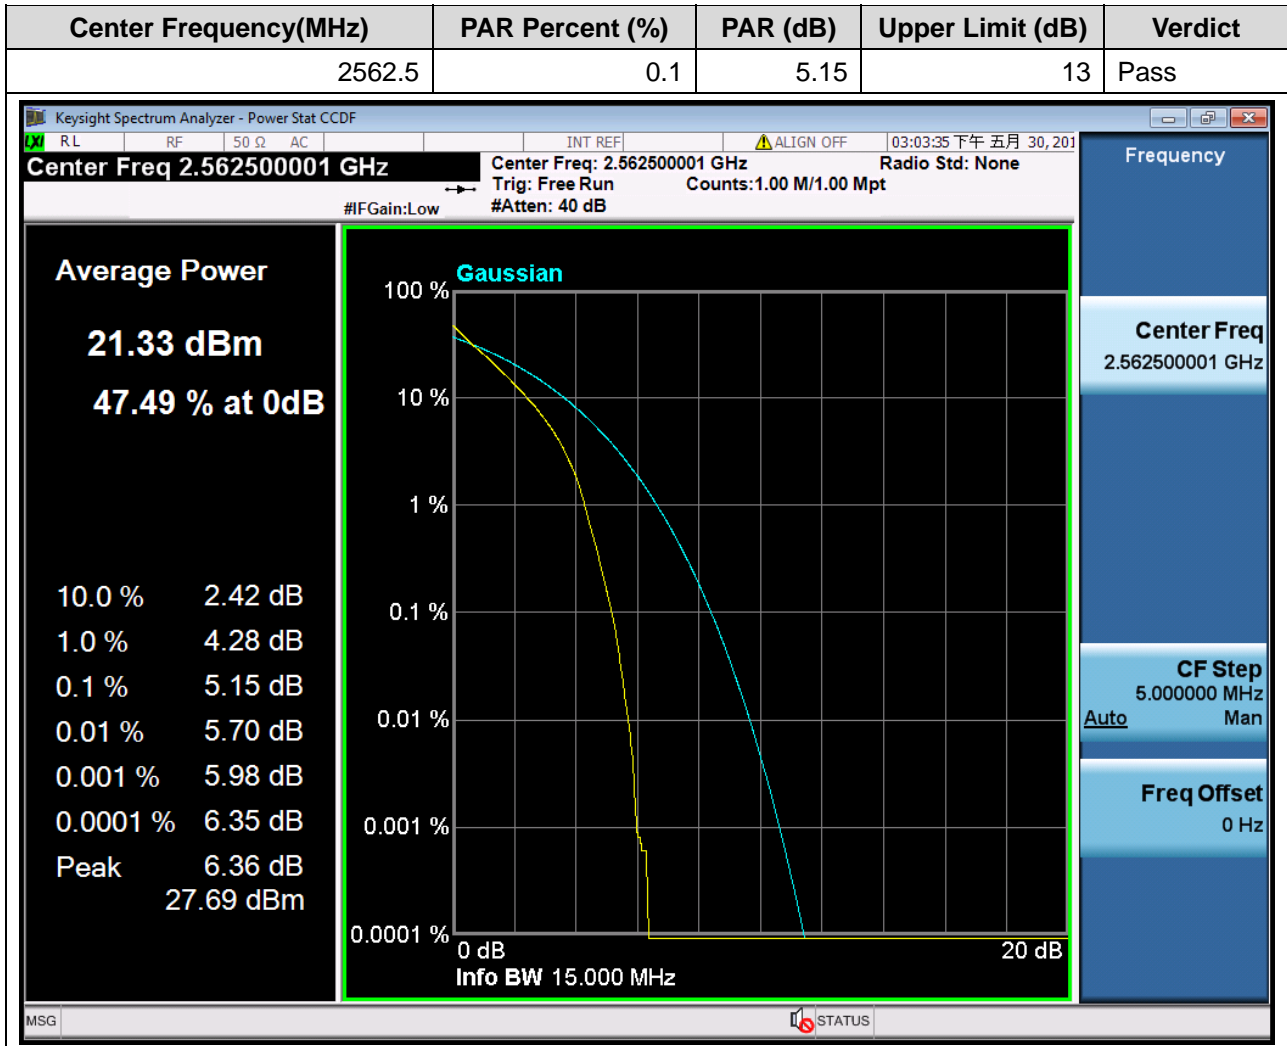 Center Frequency(MHz) PAR Percent (%) PAR (dB) Upper Limit (dB) Verdict
2562.5 0.1 5.15 13 Pass
Keysight Spectrum Analyzer - Power Stat CCDF
LXI RL RF 50 Ω AC INT REF ALIGN OFF 03:03:35下午 五月 30, 201
Center Freq 2.562500001 GHz
Center Freq: 2.562500001 GHz Radio Std: None
Trig: Free Run Counts:1.00 M/1.00 Mpt
#IFGain:Low #Atten: 40 dB
Average Power
21.33 dBm
47.49 % at 0dB
10.0 % 2.42 dB
1.0 % 4.28 dB
0.1 % 5.15 dB
0.01 % 5.70 dB
0.001 % 5.98 dB
0.0001 % 6.35 dB
Peak 6.36 dB
27.69 dBm
Gaussian
100 %
10 %
1 %
0.1 %
0.01 %
0.001 %
0.0001 %
0 dB 20 dB
Info BW 15.000 MHz
Frequency
Center Freq
2.562500001 GHz
CF Step
5.000000 MHz
Auto Man
Freq Offset
0 Hz
MSG STATUS